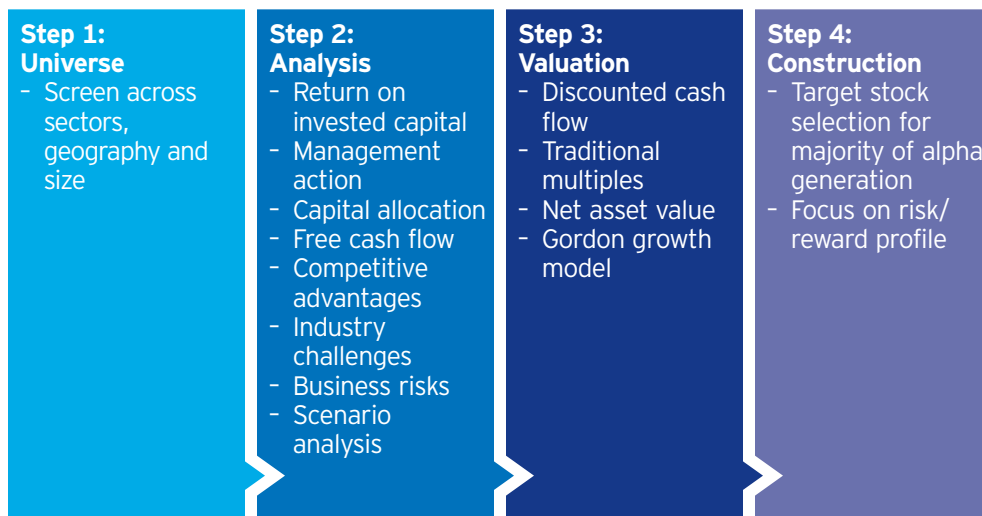 Step 1:
Universe
– Screen across
sectors,
geography and
size
Step 2:
Analysis
– Return on
invested capital
– Management
action
– Capital allocation
– Free cash flow
– Competitive
advantages
– Industry
challenges
– Business risks
– Scenario
analysis
Step 3:
Valuation
– Discounted cash
flow
– Traditional
multiples
– Net asset value
– Gordon growth
model
Step 4:
Construction
– Target stock
selection for
majority of alpha
generation
– Focus on risk/
reward profile